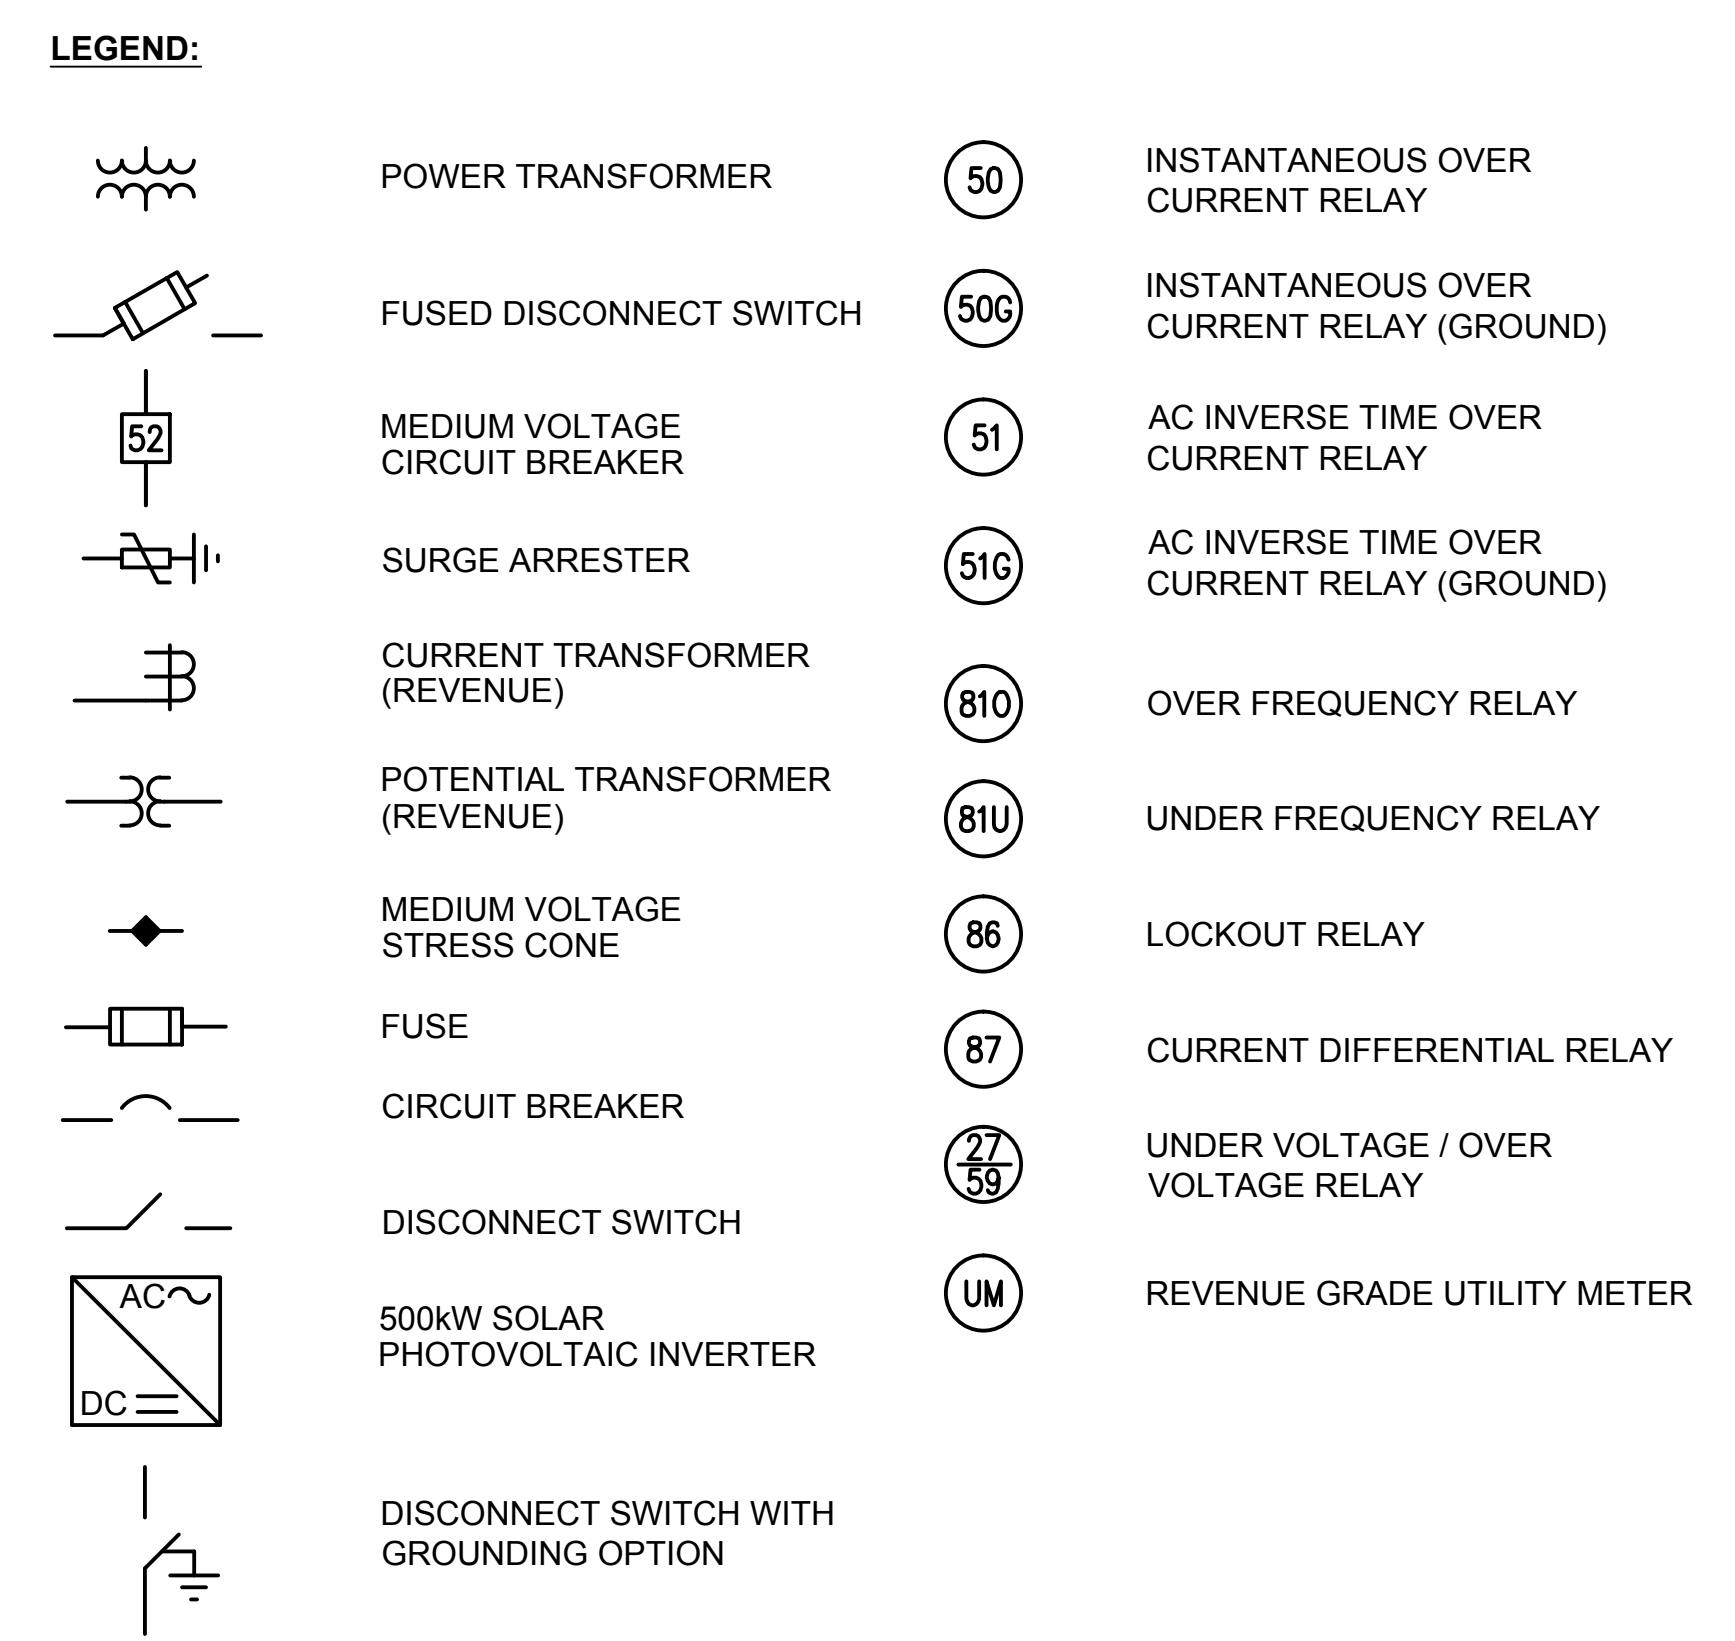 LEGEND:
POWER TRANSFORMER
FUSED DISCONNECT SWITCH
52
MEDIUM VOLTAGE
CIRCUIT BREAKER
SURGE ARRESTER
CURRENT TRANSFORMER
(REVENUE)
POTENTIAL TRANSFORMER
(REVENUE)
MEDIUM VOLTAGE
STRESS CONE
FUSE
CIRCUIT BREAKER
DISCONNECT SWITCH
AC
DC
500kW SOLAR
PHOTOVOLTAIC INVERTER
DISCONNECT SWITCH WITH
GROUNDING OPTION
50
INSTANTANEOUS OVER
CURRENT RELAY
50G
INSTANTANEOUS OVER
CURRENT RELAY (GROUND)
51
AC INVERSE TIME OVER
CURRENT RELAY
51G
AC INVERSE TIME OVER
CURRENT RELAY (GROUND)
81O
OVER FREQUENCY RELAY
81U
UNDER FREQUENCY RELAY
86
LOCKOUT RELAY
87
CURRENT DIFFERENTIAL RELAY
27
59
UNDER VOLTAGE / OVER
VOLTAGE RELAY
UM
REVENUE GRADE UTILITY METER